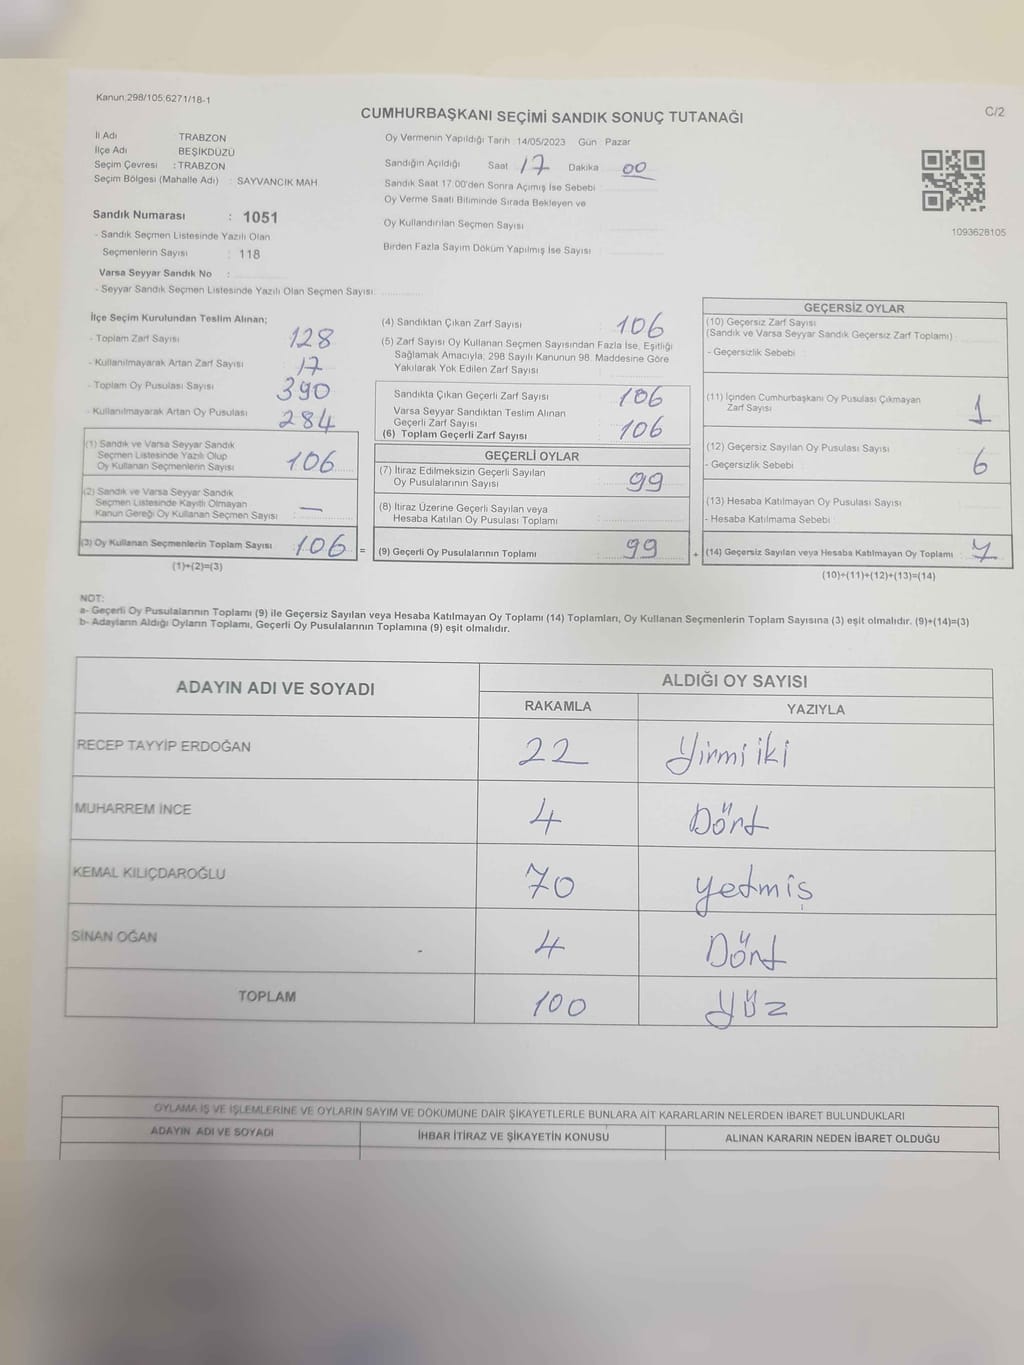 Kanun:298/105;6271/18-1
C/2
CUMHURBAŞKANI SEÇİMİ SANDIK SONUÇ TUTANAĞI
İl Adı TRABZON
İlçe Adı BEŞİKDÜZÜ
Seçim Çevresi : TRABZON
Seçim Bölgesi (Mahalle Adı) : SAYVANCIK MAH
Oy Vermenin Yapıldığı Tarih :14/05/2023 Gün Pazar
Sandığın Açıldığı Saat 17 Dakika 00
Sandık Saat 17:00'den Sonra Açımış İse Sebebi :
Oy Verme Saati Bitiminde Sırada Bekleyen ve
Oy Kullandırılan Seçmen Sayısı :
Birden Fazla Sayım Döküm Yapılmış İse Sayısı :
1093628105
Sandık Numarası : 1051
- Sandık Seçmen Listesinde Yazılı Olan
Seçmenlerin Sayısı : 118
Varsa Seyyar Sandık No :
- Seyyar Sandık Seçmen Listesinde Yazılı Olan Seçmen Sayısı:
İlçe Seçim Kurulundan Teslim Alınan;
- Toplam Zarf Sayısı 128
- Kullanılmayarak Artan Zarf Sayısı 17
- Toplam Oy Pusulası Sayısı 390
- Kullanılmayarak Artan Oy Pusulası 284
(1) Sandık ve Varsa Seyyar Sandık
Seçmen Listesinde Yazılı Olup
Oy Kullanan Seçmenlerin Sayısı 106
(2) Sandık ve Varsa Seyyar Sandık
Seçmen Listesinde Kayıtlı Olmayan
Kanun Gereği Oy Kullanan Seçmen Sayısı : —
(3) Oy Kullanan Seçmenlerin Toplam Sayısı 106 =
(1)+(2)=(3)
(4) Sandıktan Çıkan Zarf Sayısı : 106
(5) Zarf Sayısı Oy Kullanan Seçmen Sayısından Fazla İse, Eşitliği
Sağlamak Amacıyla, 298 Sayılı Kanunun 98. Maddesine Göre
Yakılarak Yok Edilen Zarf Sayısı :
Sandıkta Çıkan Geçerli Zarf Sayısı : 106
Varsa Seyyar Sandıktan Teslim Alınan
Geçerli Zarf Sayısı :
(6) Toplam Geçerli Zarf Sayısı : 106
GEÇERLİ OYLAR
(7) İtiraz Edilmeksizin Geçerli Sayılan
Oy Pusulalarının Sayısı : 99
(8) İtiraz Üzerine Geçerli Sayılan veya
Hesaba Katılan Oy Pusulası Toplamı :
(9) Geçerli Oy Pusulalarının Toplamı : 99 +
GEÇERSİZ OYLAR
(10) Geçersiz Zarf Sayısı
(Sandık ve Varsa Seyyar Sandık Geçersiz Zarf Toplamı) :
- Geçersizlik Sebebi :
(11) İçinden Cumhurbaşkanı Oy Pusulası Çıkmayan
Zarf Sayısı : 1
(12) Geçersiz Sayılan Oy Pusulası Sayısı : 6
- Geçersizlik Sebebi :
(13) Hesaba Katılmayan Oy Pusulası Sayısı :
- Hesaba Katılmama Sebebi :
(14) Geçersiz Sayılan veya Hesaba Katılmayan Oy Toplamı : 7
(10)+(11)+(12)+(13)=(14)
NOT:
a- Geçerli Oy Pusulalarının Toplamı (9) ile Geçersiz Sayılan veya Hesaba Katılmayan Oy Toplamı (14) Toplamları, Oy Kullanan Seçmenlerin Toplam Sayısına (3) eşit olmalıdır. (9)+(14)=(3)
b- Adayların Aldığı Oyların Toplamı, Geçerli Oy Pusulalarının Toplamına (9) eşit olmalıdır.
ADAYIN ADI VE SOYADI ALDIĞI OY SAYISI
RAKAMLA YAZIYLA
RECEP TAYYİP ERDOĞAN 22 Yirmi iki
MUHARREM İNCE 4 Dört
KEMAL KILIÇDAROĞLU 70 yetmiş
SİNAN OĞAN 4 Dört
TOPLAM 100 Yüz
OYLAMA İŞ VE İŞLEMLERİNE VE OYLARIN SAYIM VE DÖKÜMÜNE DAİR ŞİKAYETLERLE BUNLARA AİT KARARLARIN NELERDEN İBARET BULUNDUKLARI
ADAYIN ADI VE SOYADI İHBAR İTİRAZ VE ŞİKAYETİN KONUSU ALINAN KARARIN NEDEN İBARET OLDUĞU